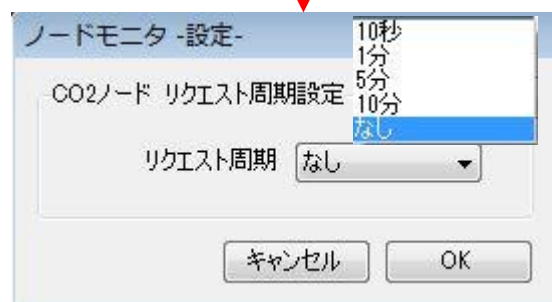 ノードモニタ -設定-
10秒
1分
5分
10分
なし
CO2ノード リクエスト周期設定
リクエスト周期 なし
キャンセル OK